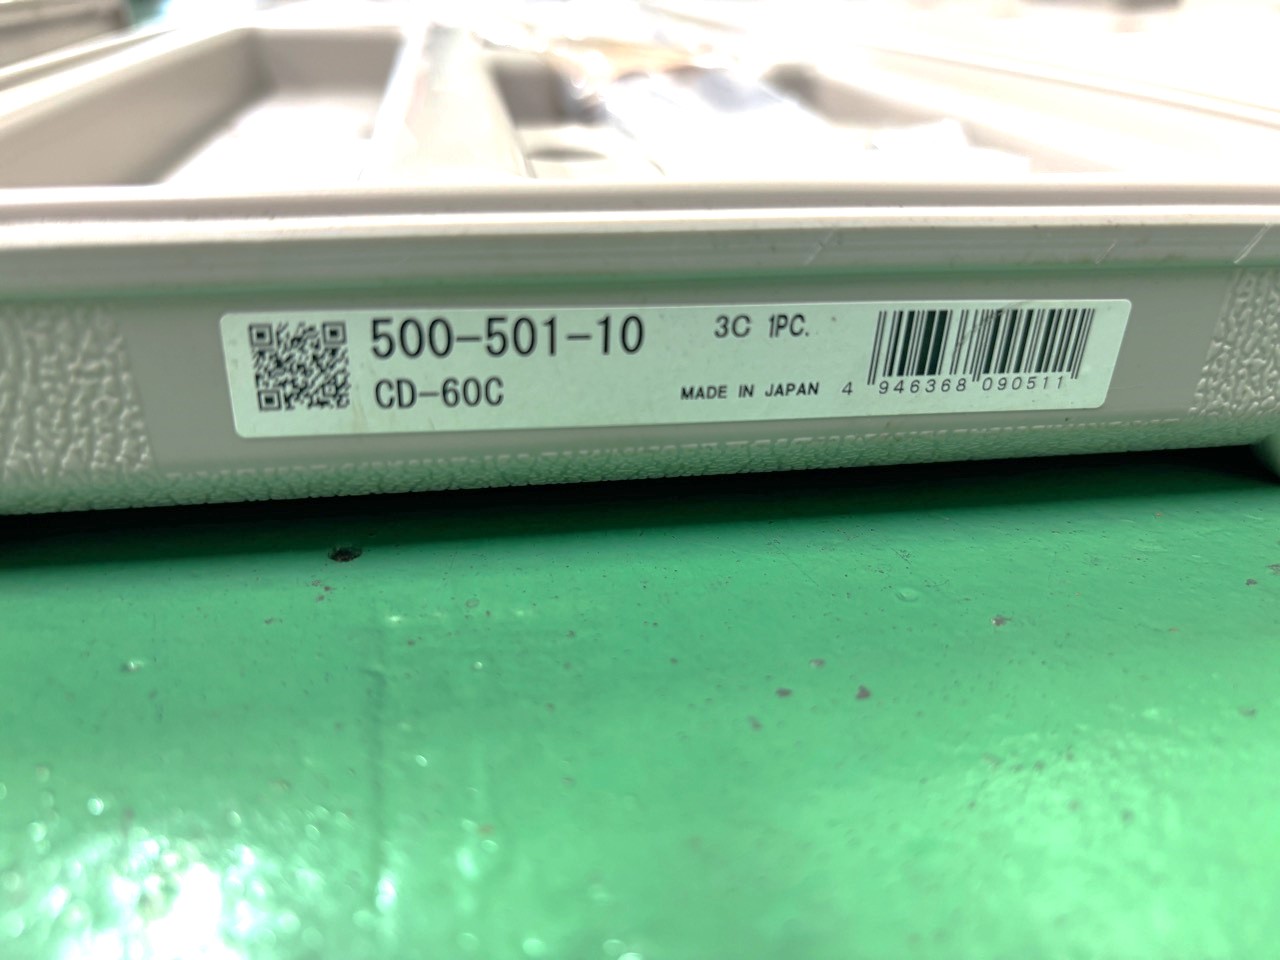 500-501-10
CD-60C
3C 1PC.
MADE IN JAPAN
4 946368 090511